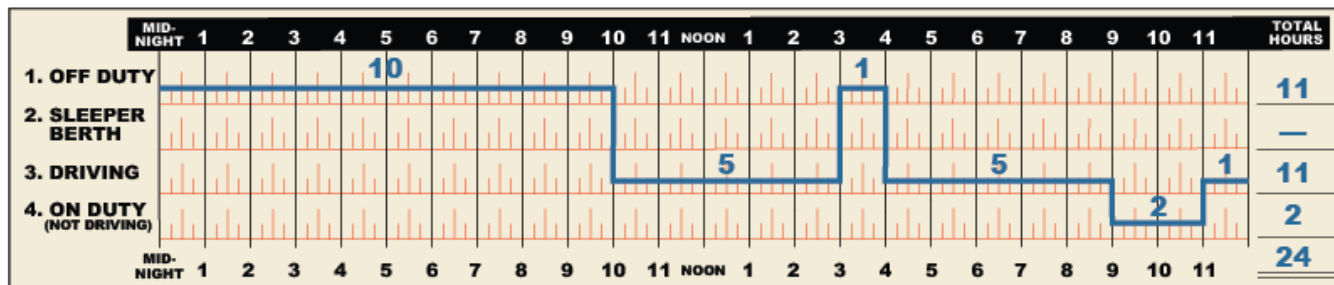 MID-NIGHT 1 2 3 4 5 6 7 8 9 10 11 NOON 1 2 3 4 5 6 7 8 9 10 11 TOTAL HOURS
10 1
1. OFF DUTY 11
2. SLEEPER BERTH —
5 5 1
3. DRIVING 11
2
4. ON DUTY 2
(NOT DRIVING)
MID-NIGHT 1 2 3 4 5 6 7 8 9 10 11 NOON 1 2 3 4 5 6 7 8 9 10 11 24